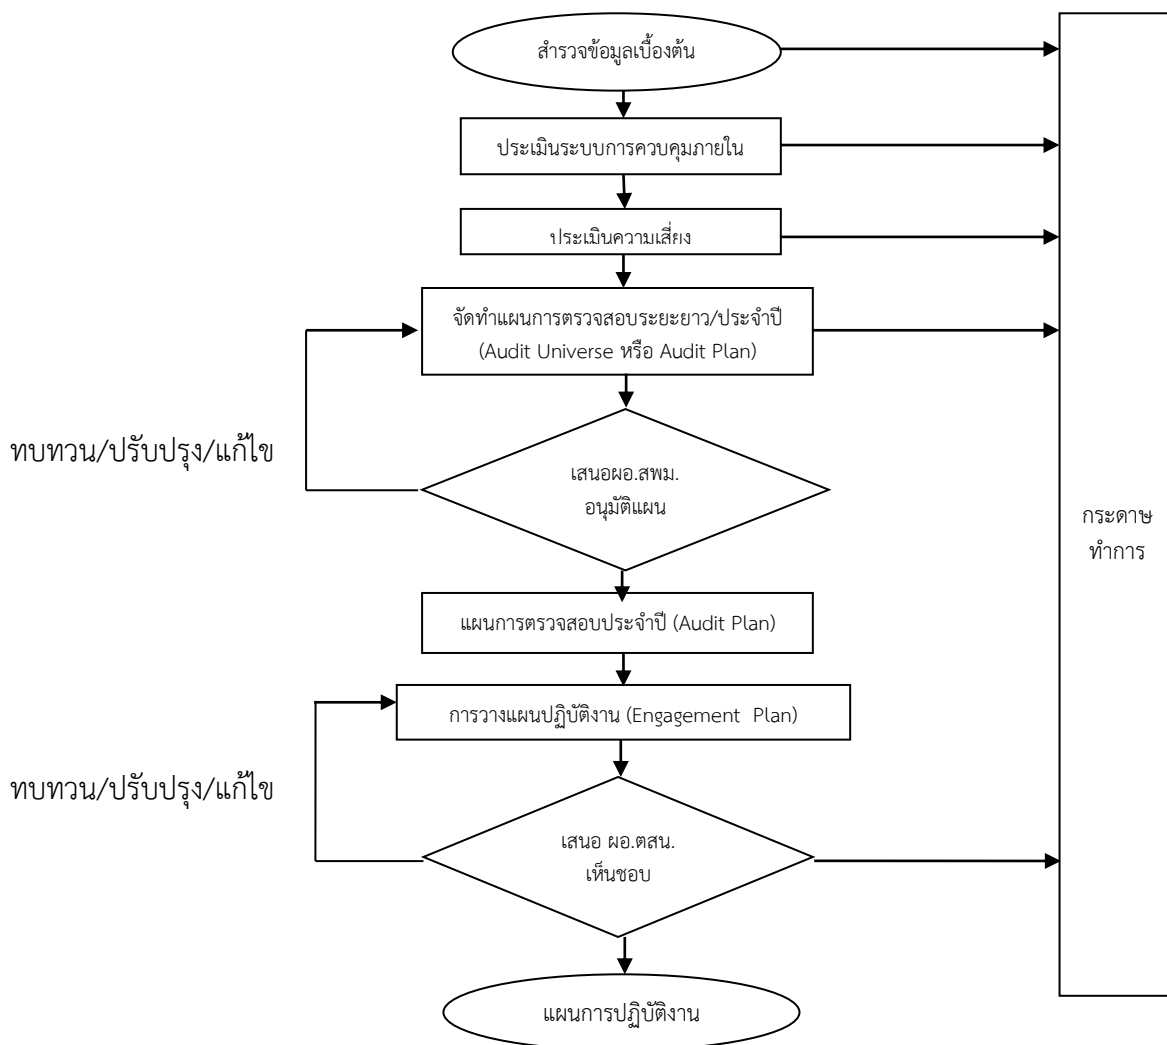 สำรวจข้อมูลเบื้องต้น
ประเมินระบบการควบคุมภายใน
ประเมินความเสี่ยง
จัดทำแผนการตรวจสอบระยะยาว/ประจำปี
(Audit Universe หรือ Audit Plan)
ทบทวน/ปรับปรุง/แก้ไข
เสนอผอ.สพม.
อนุมัติแผน
กระดาษ
ทำการ
แผนการตรวจสอบประจำปี (Audit Plan)
การวางแผนปฏิบัติงาน (Engagement Plan)
ทบทวน/ปรับปรุง/แก้ไข
เสนอ ผอ.ตสน.
เห็นชอบ
แผนการปฏิบัติงาน